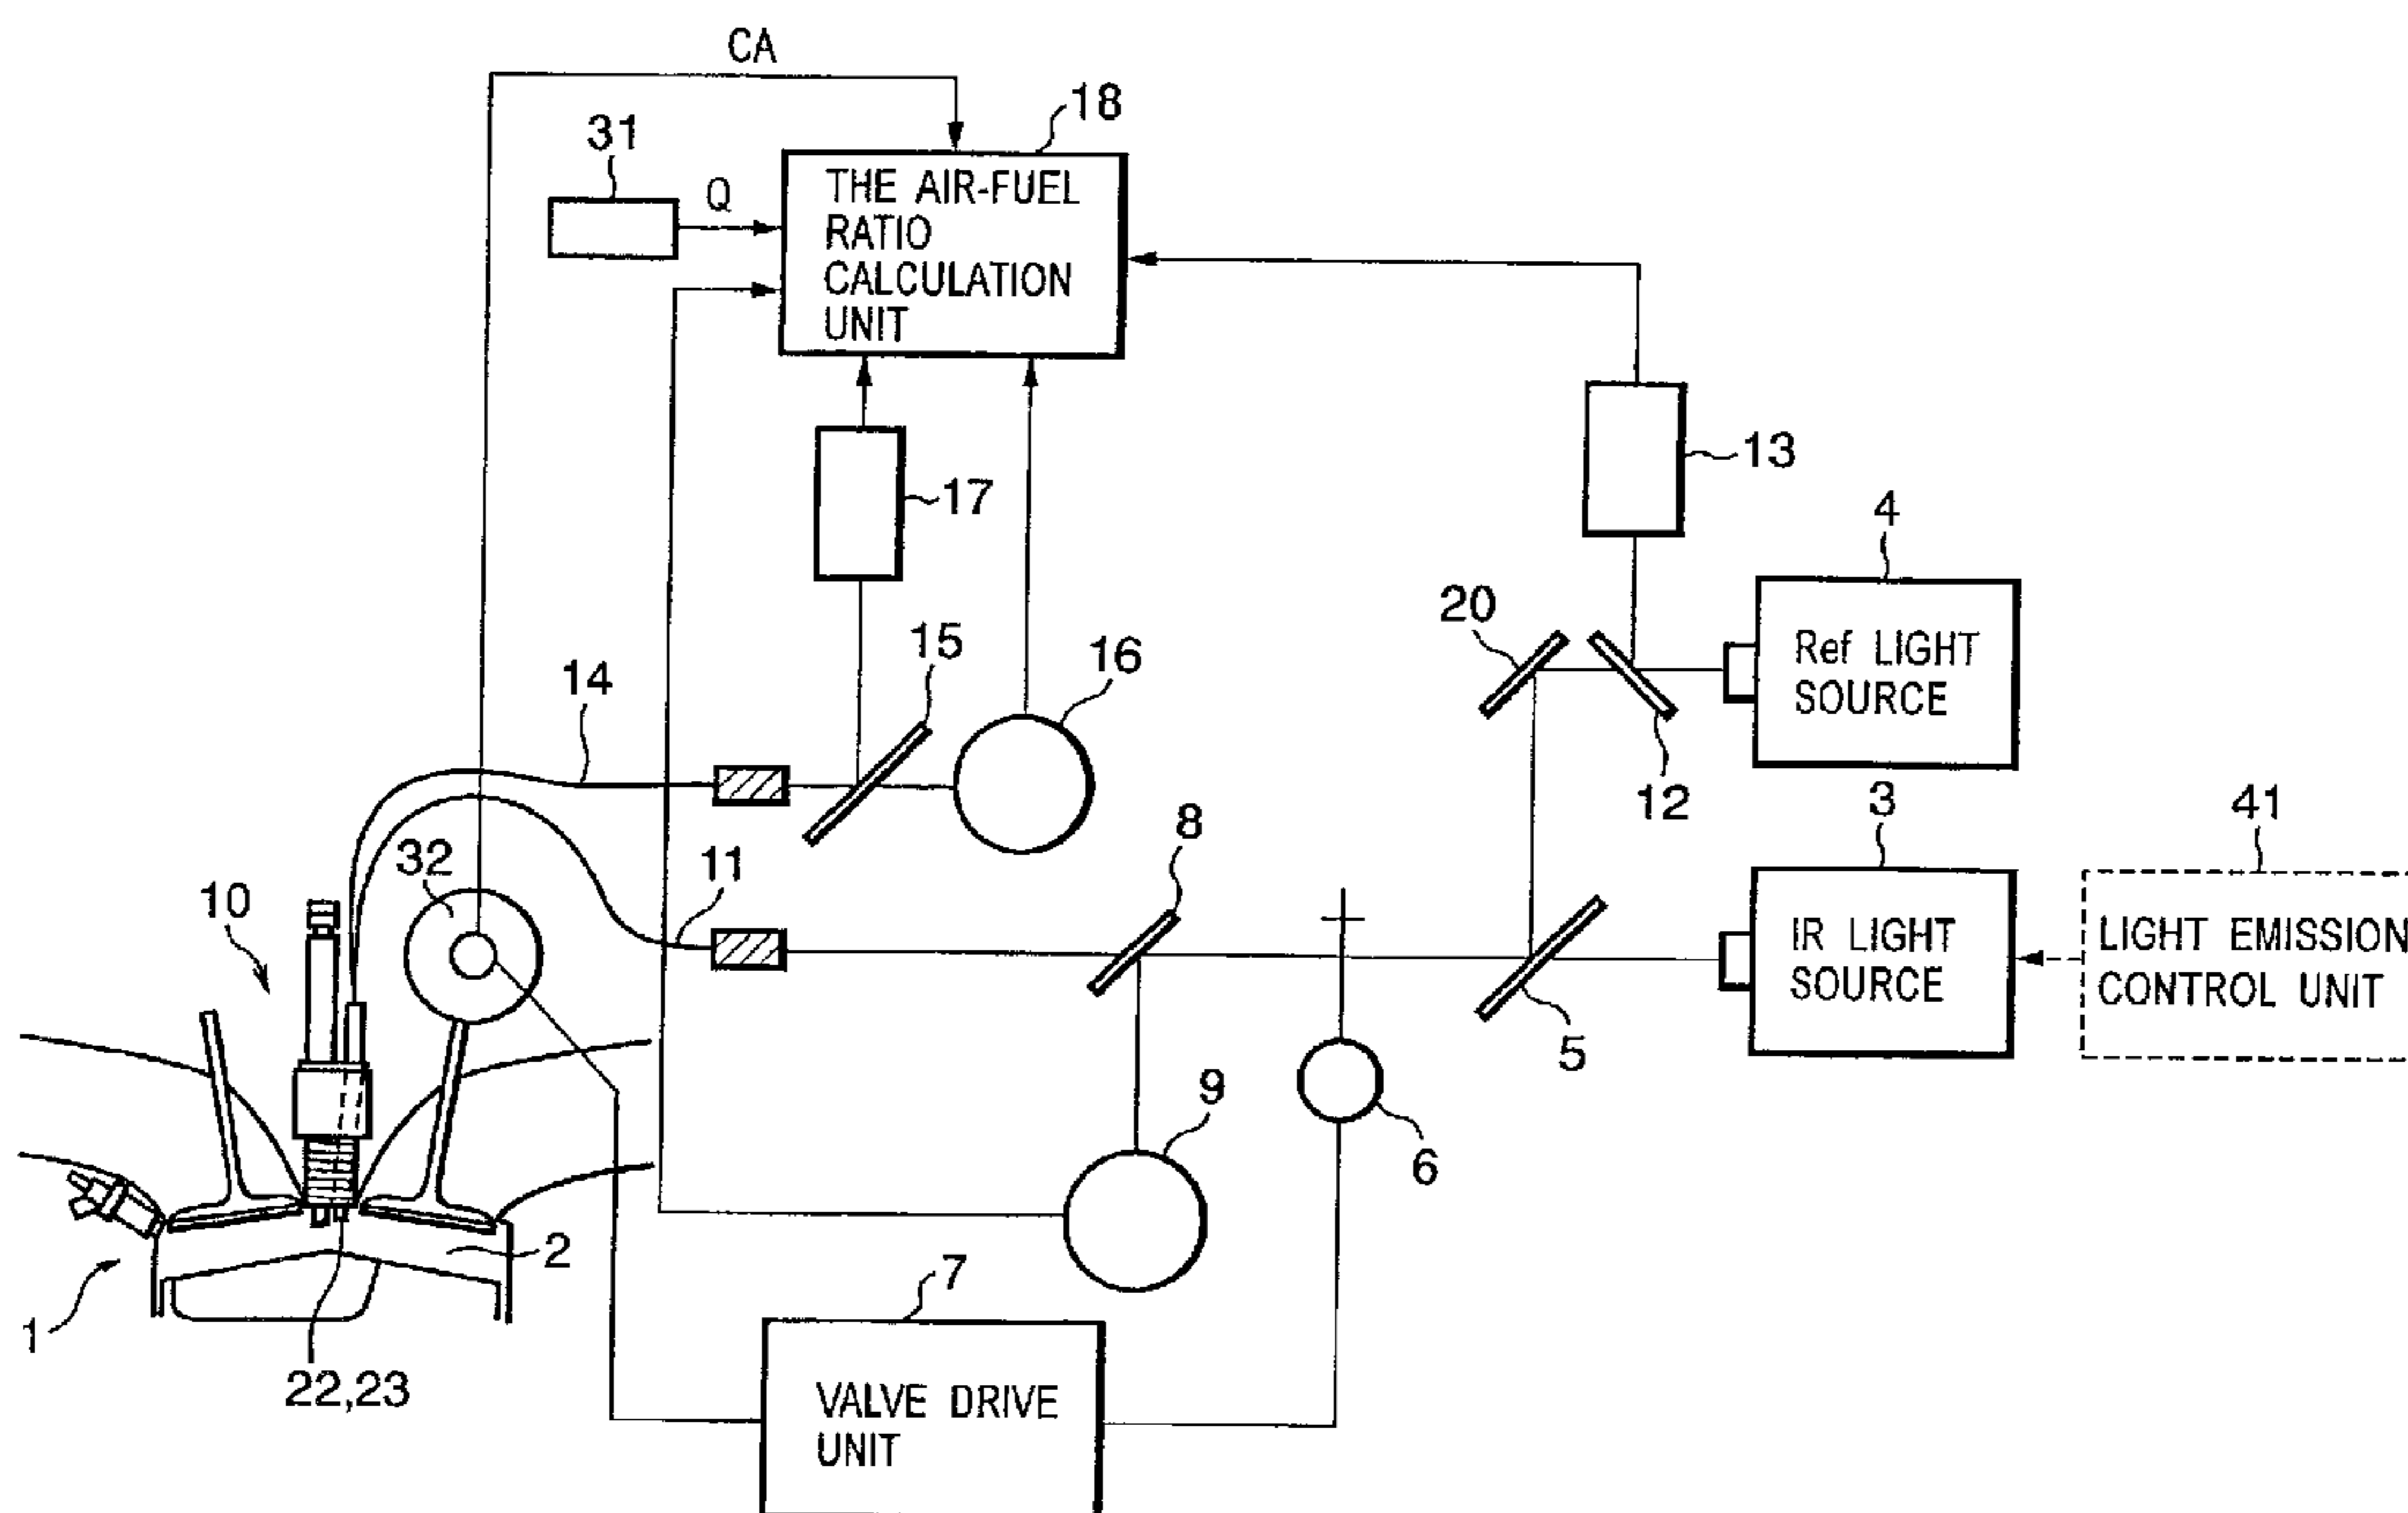 CA
18
31
Q
THE AIR-FUEL
RATIO
CALCULATION
UNIT
17
13
4
20
Ref LIGHT
SOURCE
15
16
14
12
3
41
8
32
11
10
IR LIGHT
SOURCE
LIGHT EMISSION
CONTROL UNIT
5
9
6
2
7
1
22,23
VALVE DRIVE
UNIT